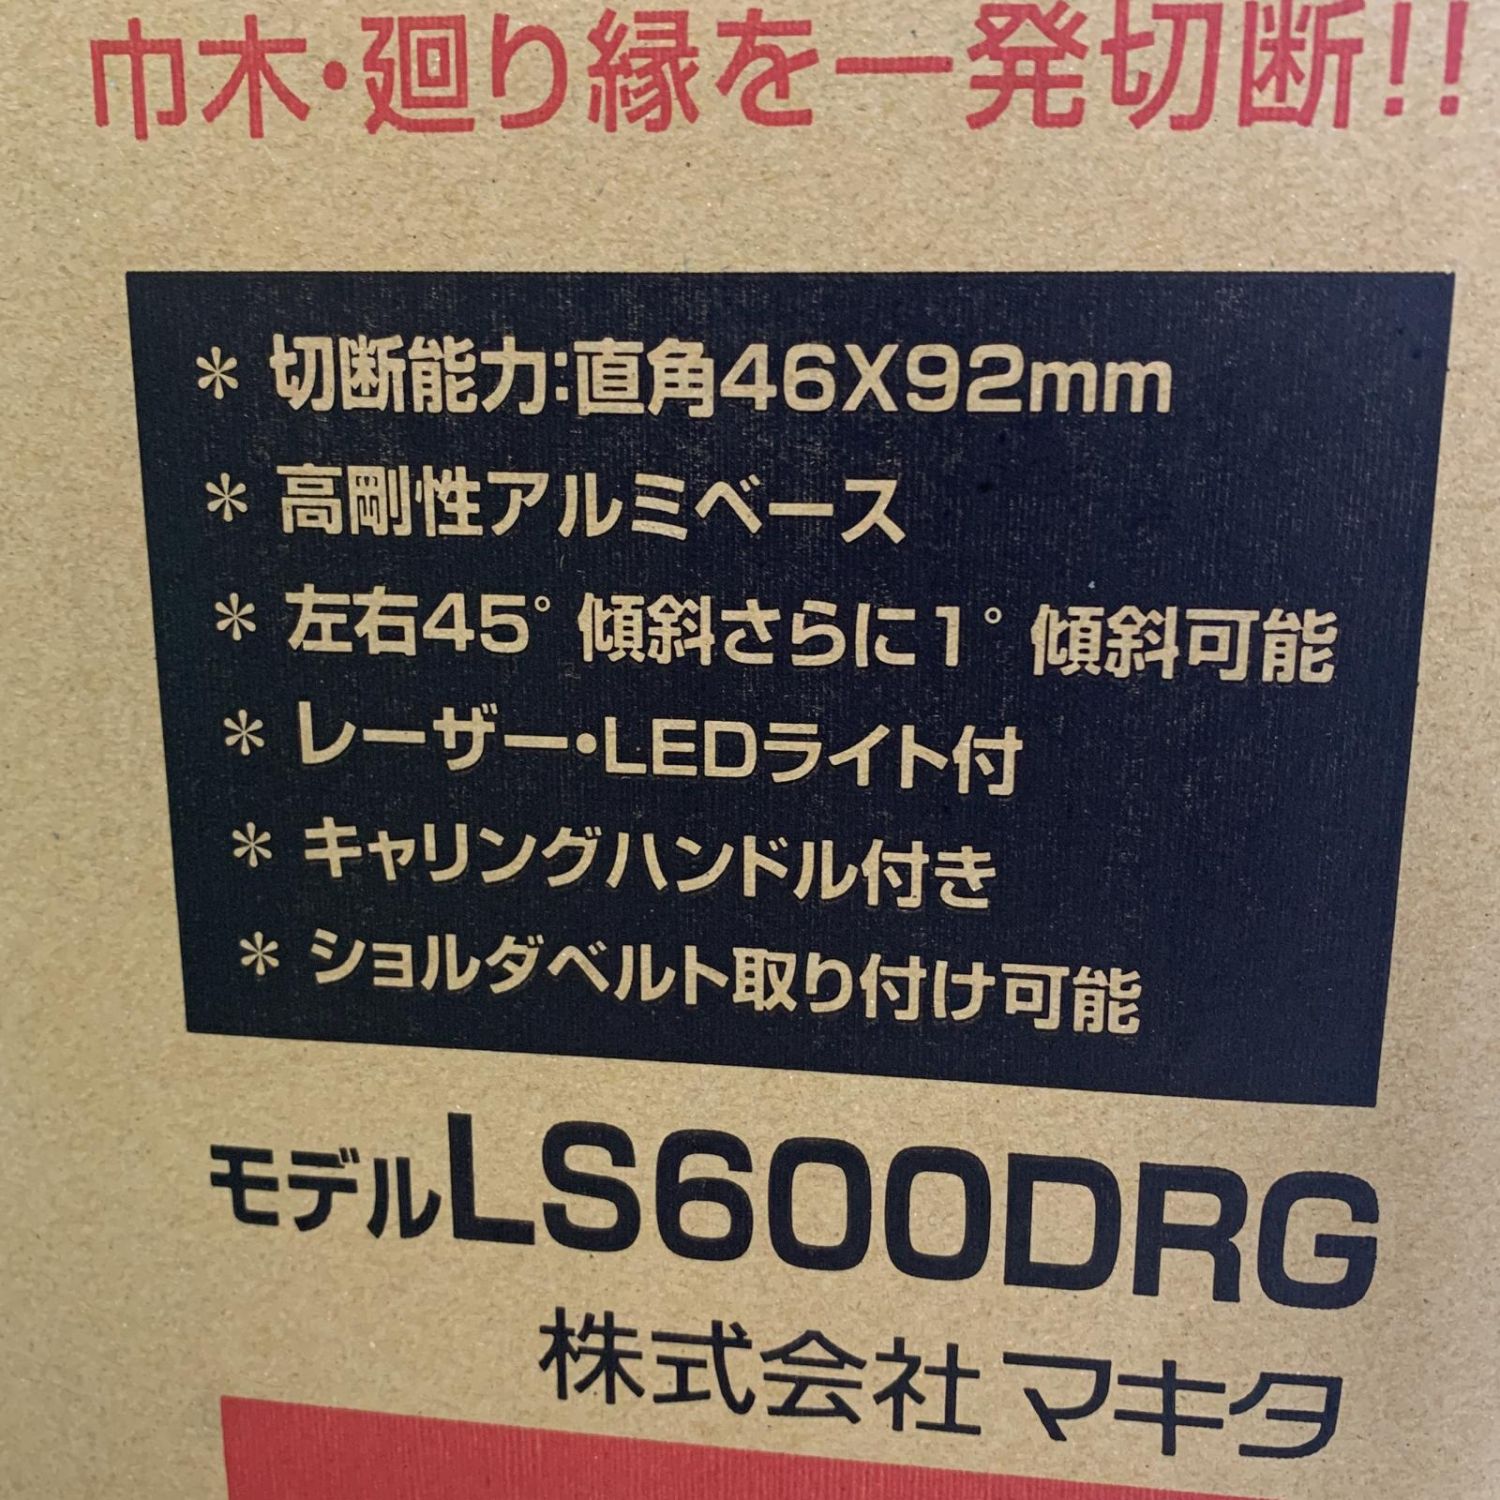 巾木・廻り縁を一発切断!!
* 切断能力:直角46X92mm
* 高剛性アルミベース
* 左右45°傾斜さらに1°傾斜可能
* レーザー・LEDライト付
* キャリングハンドル付き
* ショルダベルト取り付け可能
モデルLS600DRG
株式会社マキタ